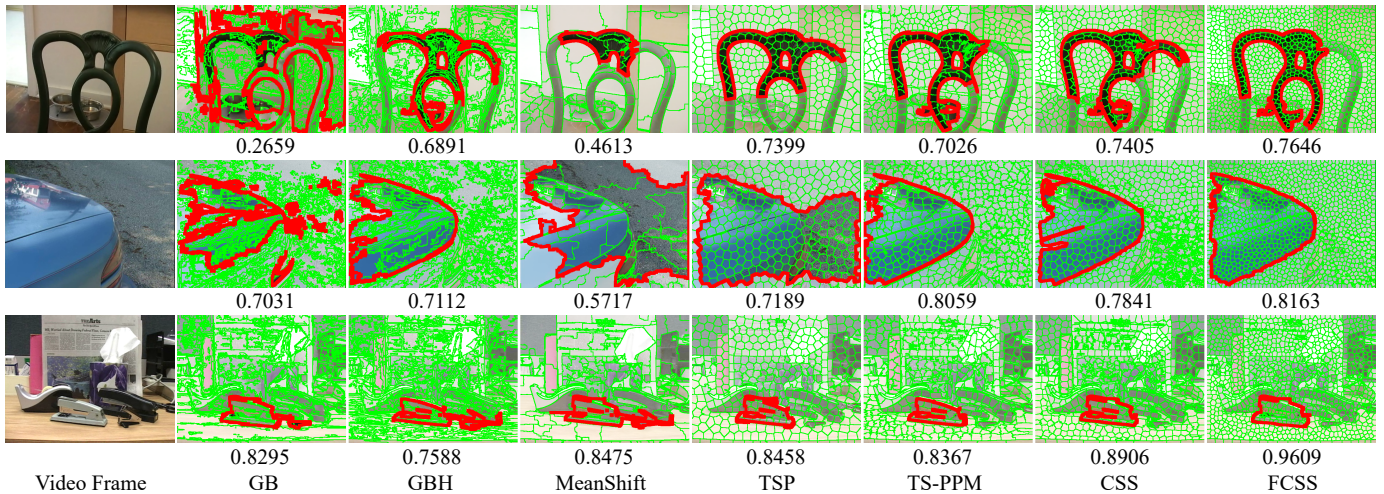 0.2659 0.6891 0.4613 0.7399 0.7026 0.7405 0.7646
0.7031 0.7112 0.5717 0.7189 0.8059 0.7841 0.8163
Arts
0.8295 0.7588 0.8475 0.8458 0.8367 0.8906 0.9609
Video Frame GB GBH MeanShift TSP TS-PPM CSS FCSS